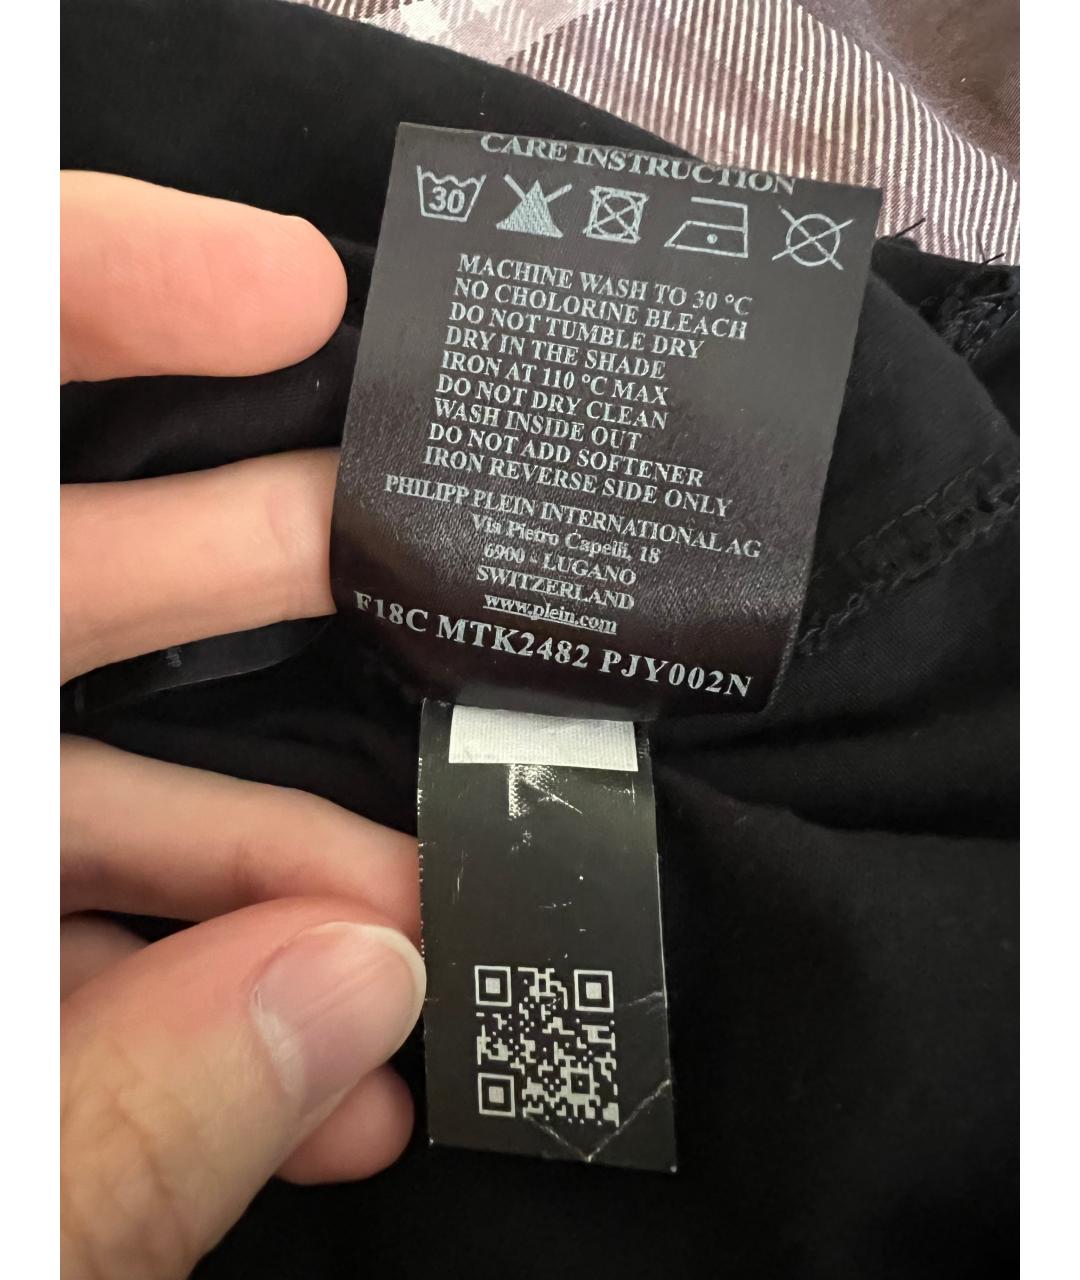 CARE INSTRUCTION
30
MACHINE WASH TO 30 °C
NO CHOLORINE BLEACH
DO NOT TUMBLE DRY
DRY IN THE SHADE
IRON AT 110 °C MAX
DO NOT DRY CLEAN
WASH INSIDE OUT
DO NOT ADD SOFTENER
IRON REVERSE SIDE ONLY
PHILIPP PLEIN INTERNATIONAL AG
Via Pietro Capelli, 18
6900 - LUGANO
SWITZERLAND
www.plein.com
F18C MTK2482 PJY002N